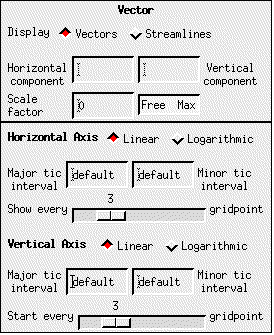 Vector
Display Vectors Streamlines
Horizontal component Vertical component
Scale factor 0 Free Max
Horizontal Axis Linear Logarithmic
Major tic interval default default Minor tic interval
3
Show every gridpoint
Vertical Axis Linear Logarithmic
Major tic interval default default Minor tic interval
3
Start every gridpoint